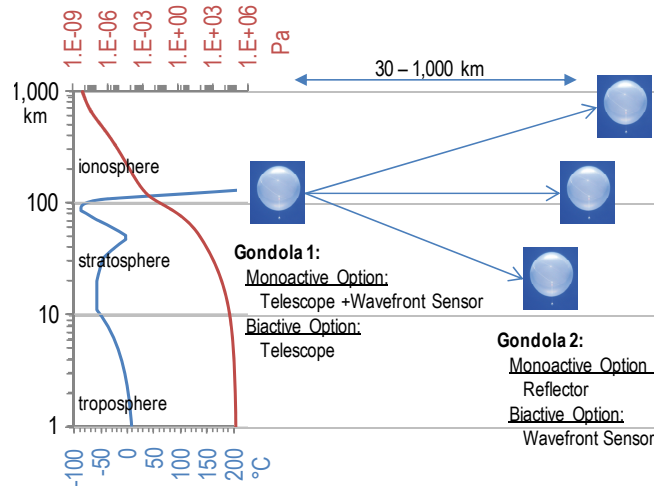 1.E-09
1.E-06
1.E-03
1.E+00
1.E+03
1.E+06
Pa
30 – 1,000 km
1,000
km
ionosphere
100
stratosphere
10
troposphere
1
-100
-50
0
50
100
150
200
°C
Gondola 1:
Monoactive Option:
Telescope +Wavefront Sensor
Biactive Option:
Telescope
Gondola 2:
Monoactive Option
Reflector
Biactive Option:
Wavefront Sensor